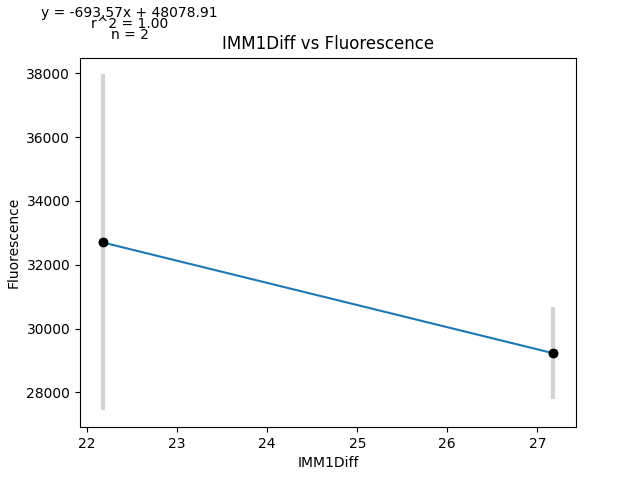 y = -693.57x + 48078.91
r^2 = 1.00
n = 2
IMM1Diff vs Fluorescence
38000
36000
34000
32000
30000
28000
Fluorescence
22
23
24
25
26
27
IMM1Diff